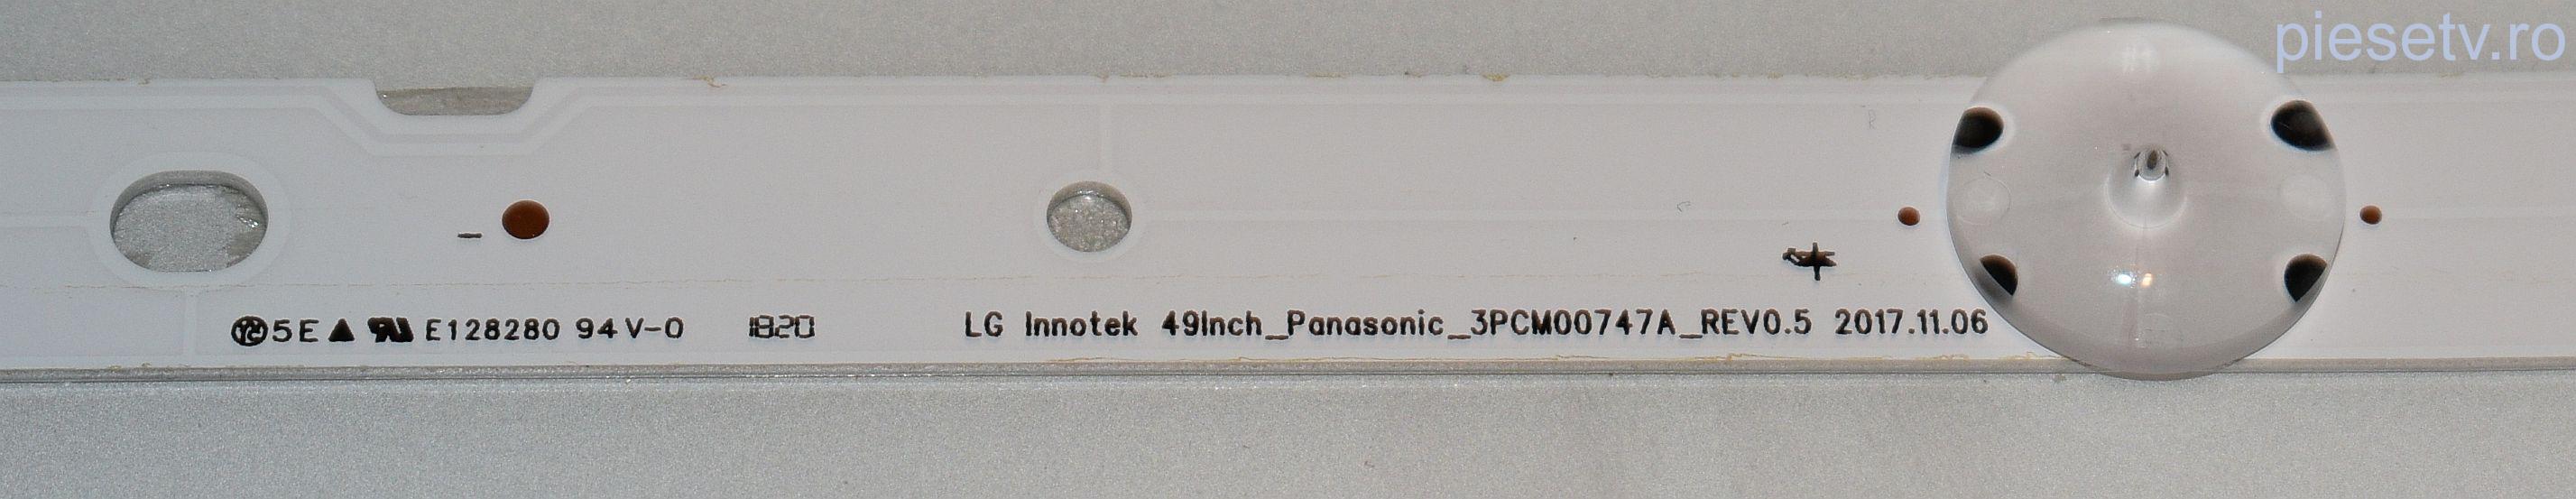 piesetv.ro
5E ▲ E128280 94V-0 1820 LG Innotek 49Inch_Panasonic_3PCM00747A_REV0.5 2017.11.06